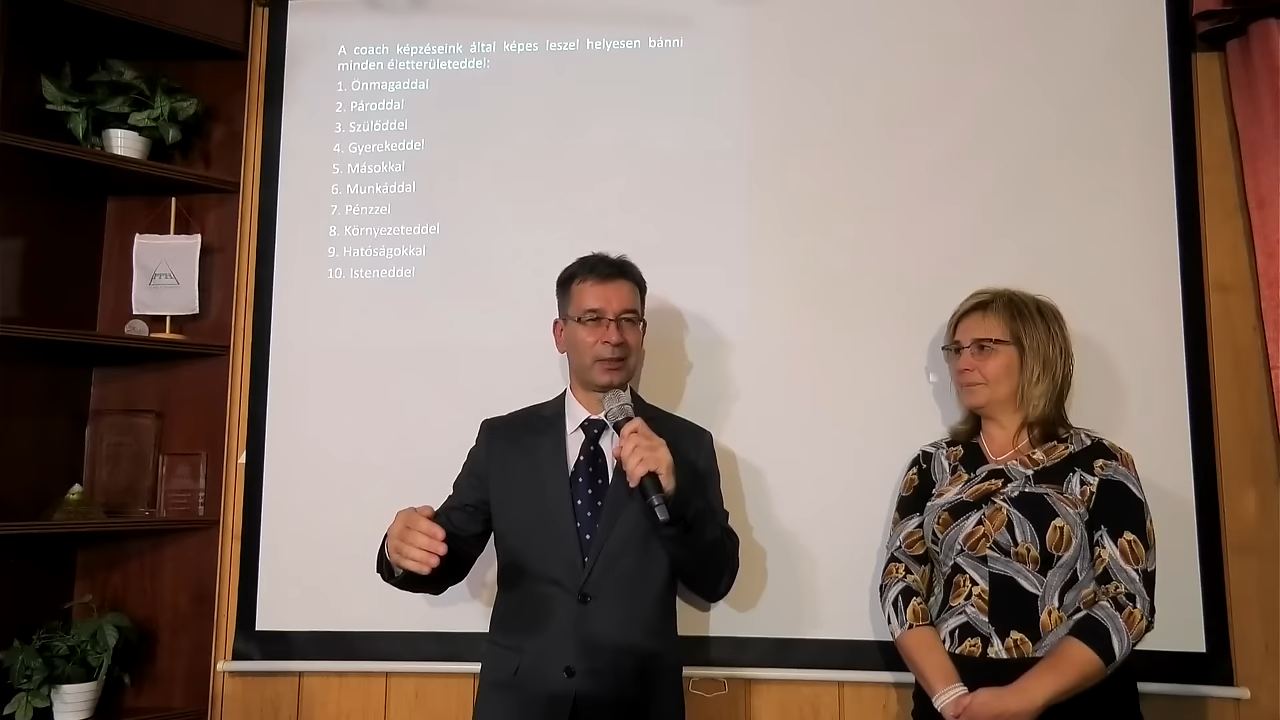 A coach képzéseink által képes leszel helyesen bánni
minden életterületeddel:
1. Önmagaddal
2. Pároddal
3. Szülőddel
4. Gyerekeddel
5. Másokkal
6. Munkáddal
7. Pénzzel
8. Környezeteddel
9. Hatóságokkal
10. Isteneddel